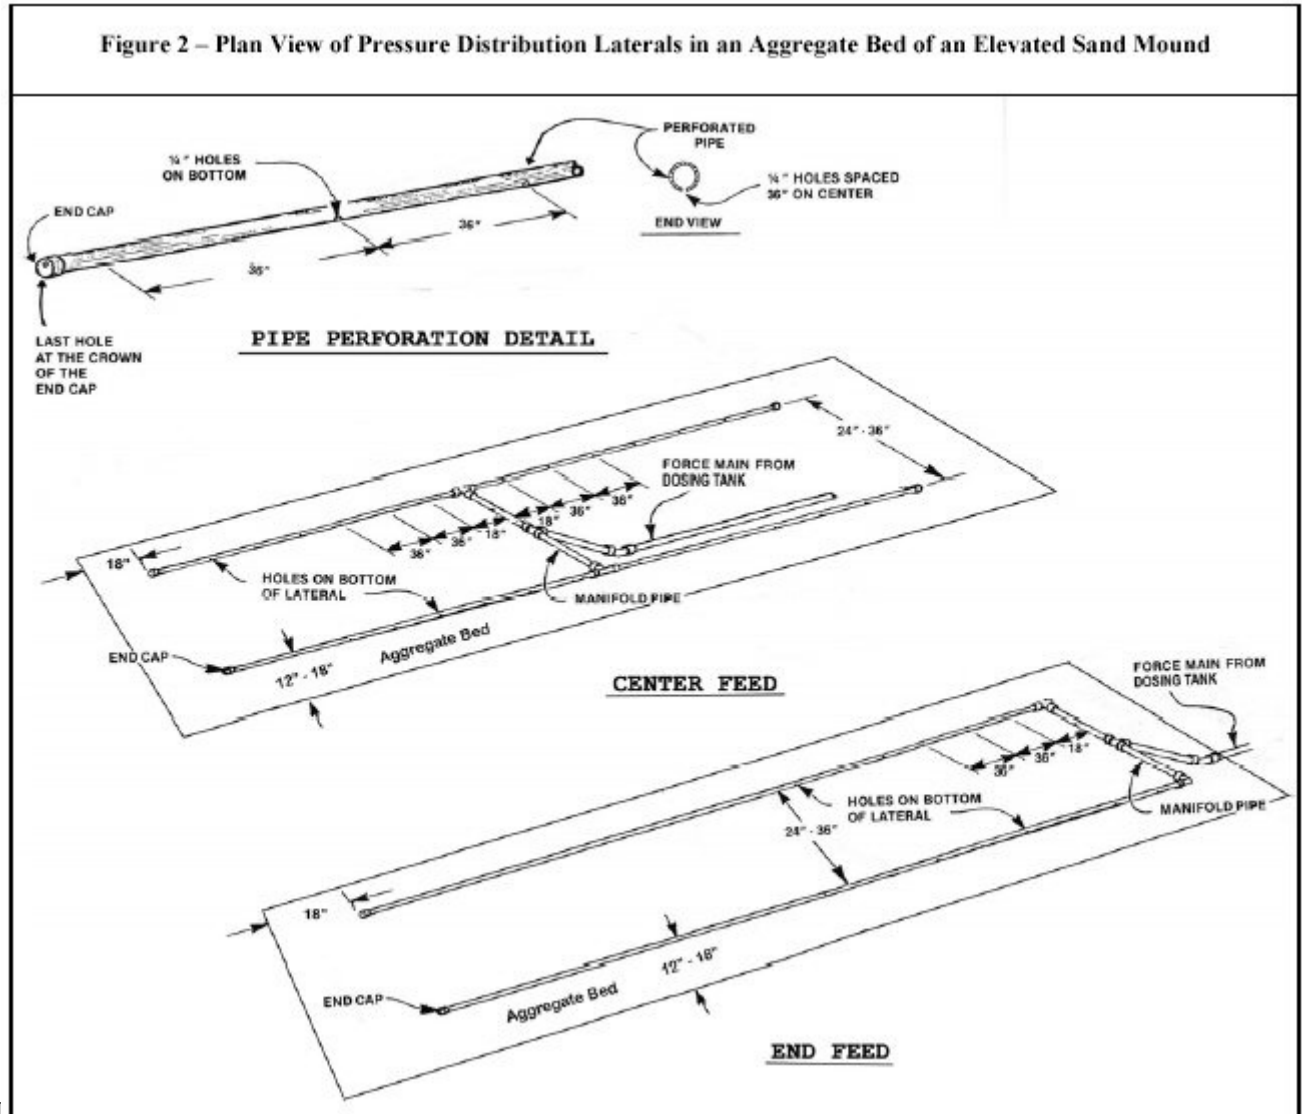 Figure 2 – Plan View of Pressure Distribution Laterals in an Aggregate Bed of an Elevated Sand Mound
PERFORATED
PIPE
¼" HOLES
ON BOTTOM
¼" HOLES SPACED
36" ON CENTER
END VIEW
END CAP
36"
36"
LAST HOLE
AT THE CROWN
OF THE
END CAP
PIPE PERFORATION DETAIL
24" - 36"
FORCE MAIN FROM
DOSING TANK
36"
36"
18"
18"
36"
36"
18"
HOLES ON BOTTOM
OF LATERAL
MANIFOLD PIPE
END CAP
Aggregate Bed
12" - 18"
CENTER FEED
FORCE MAIN FROM
DOSING TANK
18"
36"
36"
HOLES ON BOTTOM
OF LATERAL
MANIFOLD PIPE
24" - 36"
18"
12" - 18"
END CAP
Aggregate Bed
END FEED